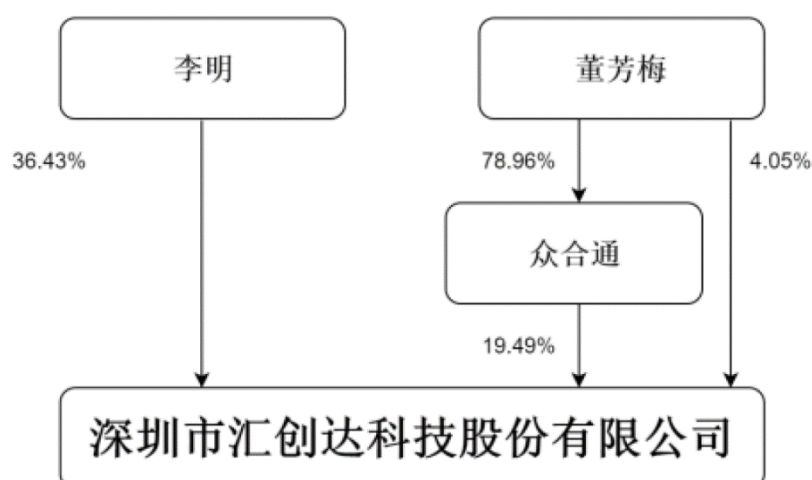 李明
董芳梅
36.43%
78.96%
4.05%
众合通
19.49%
深圳市汇创达科技股份有限公司